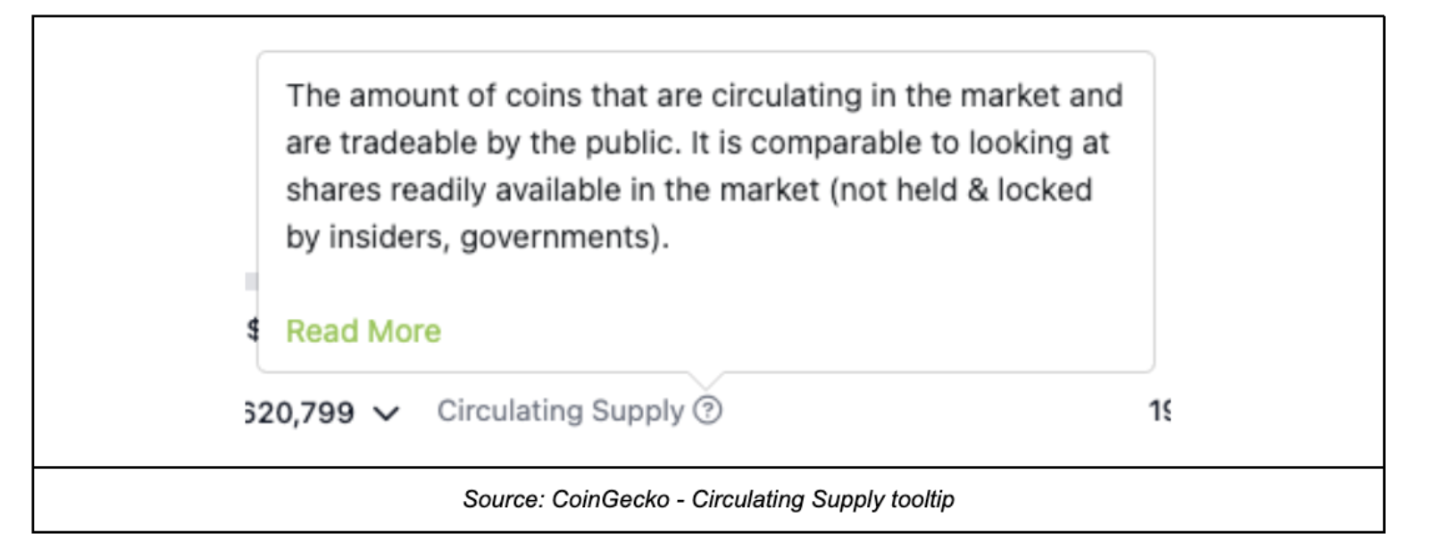 The amount of coins that are circulating in the market and
are tradeable by the public. It is comparable to looking at
shares readily available in the market (not held & locked
by insiders, governments).
$ Read More
20,799 Circulating Supply ?
Source: CoinGecko - Circulating Supply tooltip